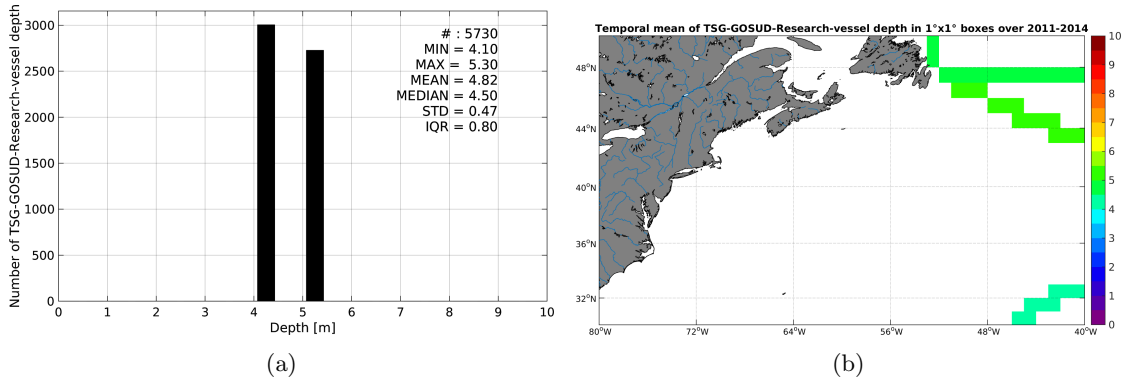 3000
2500
2000
1500
1000
500
0
Number of TSG-GOSUD-Research-vessel depth
# : 5730
MIN = 4.10
MAX = 5.30
MEAN = 4.82
MEDIAN = 4.50
STD = 0.47
IQR = 0.80
0 1 2 3 4 5 6 7 8 9 10
Depth [m]
(a)
Temporal mean of TSG-GOSUD-Research-vessel depth in 1°x1° boxes over 2011-2014
48°N
44°N
40°N
36°N
32°N
80°W 72°W 64°W 56°W 48°W 40°W
10
9
8
7
6
5
4
3
2
1
0
(b)